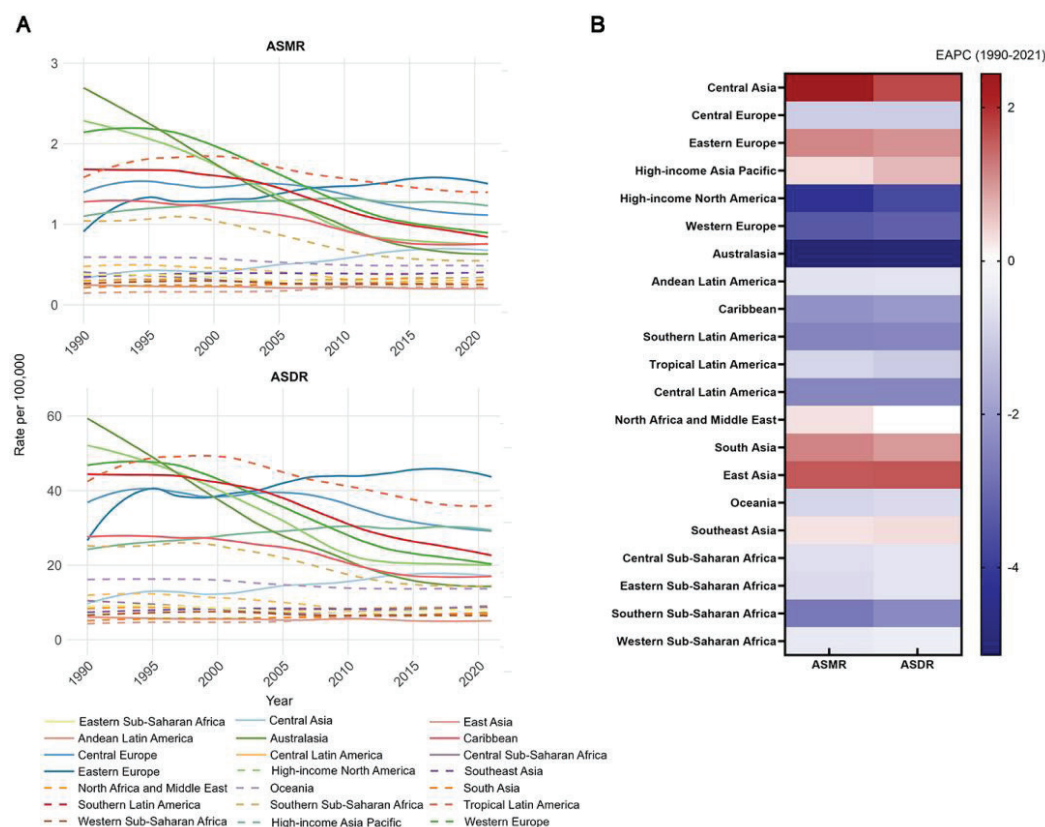 A
ASMR
3
2
1
0
1990
1995
2000
2005
2010
2015
2020
ASDR
60
40
20
0
1990
1995
2000
2005
2010
2015
2020
Rate per 100,000
Year
Eastern Sub-Saharan Africa
Central Asia
East Asia
Andean Latin America
Australasia
Caribbean
Central Europe
Central Latin America
Central Sub-Saharan Africa
Eastern Europe
High-income North America
Southeast Asia
North Africa and Middle East
Oceania
South Asia
Southern Latin America
Southern Sub-Saharan Africa
Tropical Latin America
Western Sub-Saharan Africa
High-income Asia Pacific
Western Europe
B
EAPC (1990-2021)
Central Asia
Central Europe
Eastern Europe
High-income Asia Pacific
High-income North America
Western Europe
Australasia
Andean Latin America
Caribbean
Southern Latin America
Tropical Latin America
Central Latin America
North Africa and Middle East
South Asia
East Asia
Oceania
Southeast Asia
Central Sub-Saharan Africa
Eastern Sub-Saharan Africa
Southern Sub-Saharan Africa
Western Sub-Saharan Africa
ASMR
ASDR
2
0
-2
-4